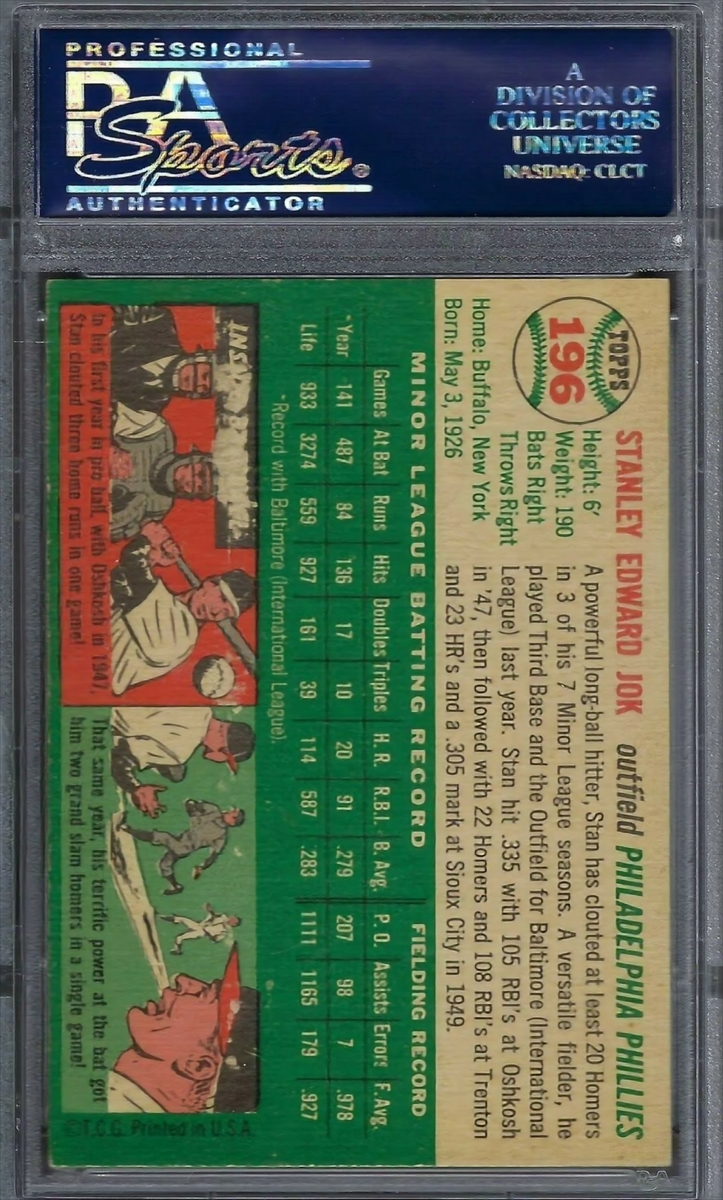 PROFESSIONAL
PSA
Sports®
AUTHENTICATOR
A
DIVISION OF
COLLECTORS
UNIVERSE
NASDAQ: CLCT
TOPPS
196
STANLEY EDWARD JOK outfield PHILADELPHIA PHILLIES
Height: 6'
Weight: 190
Bats Right
Throws Right
Home: Buffalo, New York
Born: May 3, 1926
A powerful long-ball hitter, Stan has clouted at least 20 Homers
in 3 of his 7 Minor League seasons. A versatile fielder, he
played Third Base and the Outfield for Baltimore (International
League) last year. Stan hit .335 with 105 RBI's at Oshkosh
in '47, then followed with 22 Homers and 108 RBI's at Trenton
and 23 HR's and a .305 mark at Sioux City in 1949.
MINOR LEAGUE BATTING RECORD FIELDING RECORD
Games At Bat Runs Hits Doubles Triples H.R. R.B.I. B. Avg. P.O. Assists Errors F. Avg.
*Year 141 487 84 136 17 10 20 91 .279 207 98 7 .978
Life 933 3274 559 927 161 39 114 587 .283 1111 1165 179 .927
*Record with Baltimore (International League).
INSIDE
In his first year in pro ball, with Oshkosh in 1947,
Stan clouted three home runs in one game!
That same year, his terrific power at the bat got
him two grand slam homers in a single game!
©T.C.G. Printed in U.S.A.